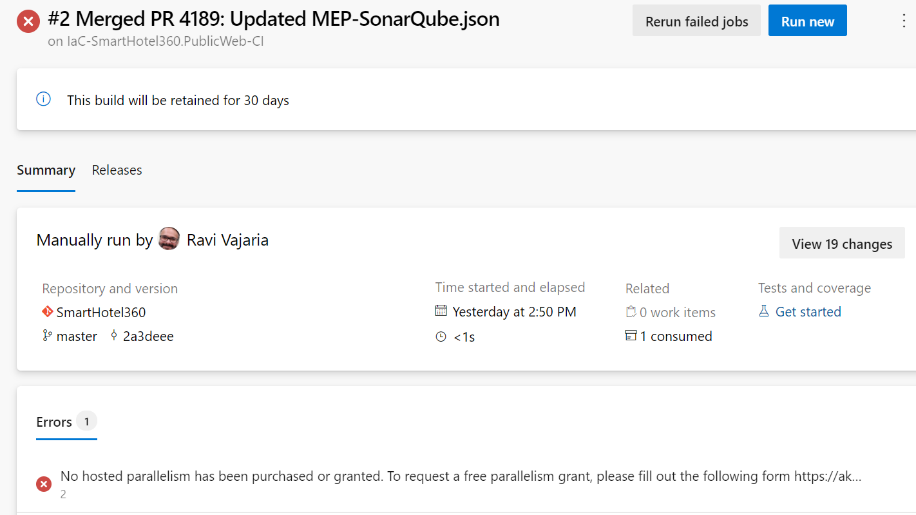 #2 Merged PR 4189: Updated MEP-SonarQube.json
on IaC-SmartHotel360.PublicWeb-CI
Rerun failed jobs
Run new
This build will be retained for 30 days
Summary
Releases
Manually run by Ravi Vajaria
View 19 changes
Repository and version
SmartHotel360
master 2a3deee
Time started and elapsed
Yesterday at 2:50 PM
<1s
Related
0 work items
1 consumed
Tests and coverage
Get started
Errors 1
No hosted parallelism has been purchased or granted. To request a free parallelism grant, please fill out the following form https://ak...
2